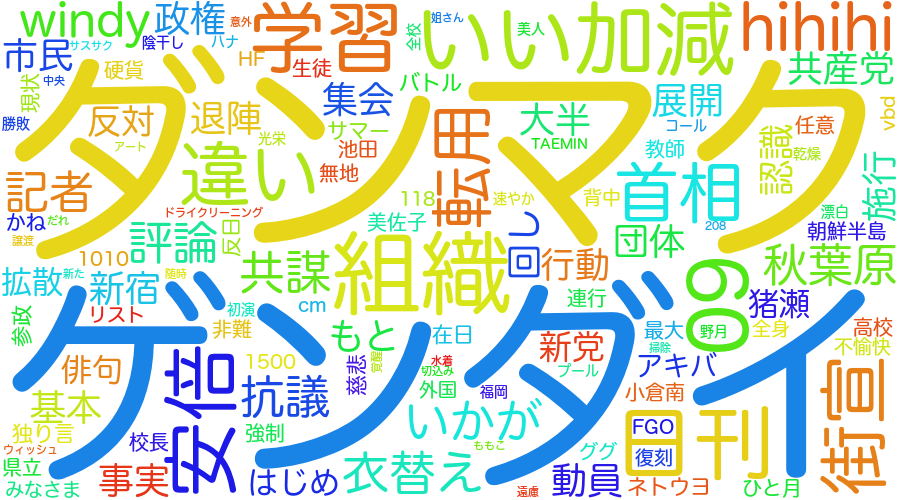 windy
政権
学習
意外
姉さん
いい加減
美人
hihihi
市民
サスサク
陰干し
ハナ
全校
中央
HF
生徒
バトル
共産党
現状
硬貨
ダンマク
集会
展開
vbd
勝敗
反対
退陣
サマー
転用
大半
コール
任意
アート
光栄
池田
TAEMIN
教師
認識
乾燥
違い
無地
首相
施行
記者
118
速やか
背中
ドライクリーニング
美佐子
208
漂白
かね
だれ
評論
反日
組織
回し
団体
朝鮮半島
譲渡
1010
共謀
行動
09
秋葉原
拡散
新た
新宿
随時
連行
猪瀬
リスト
初演
cm
参政
非難
もと
在日
新党
最大
野月
全身
高校
掃除
不愉快
ゲンダイ
俳句
安倍
1500
慈悲
覚醒
水着
切込み
プール
アキバ
抗議
外国
福岡
小倉南
街宣
基本
いかが
日刊
独り言
校長
強制
FGO
ウィッシュ
ももこ
ググ
復刻
県立
事実
はじめ
衣替え
動員
ネトウヨ
ひと月
みなさま
遠慮